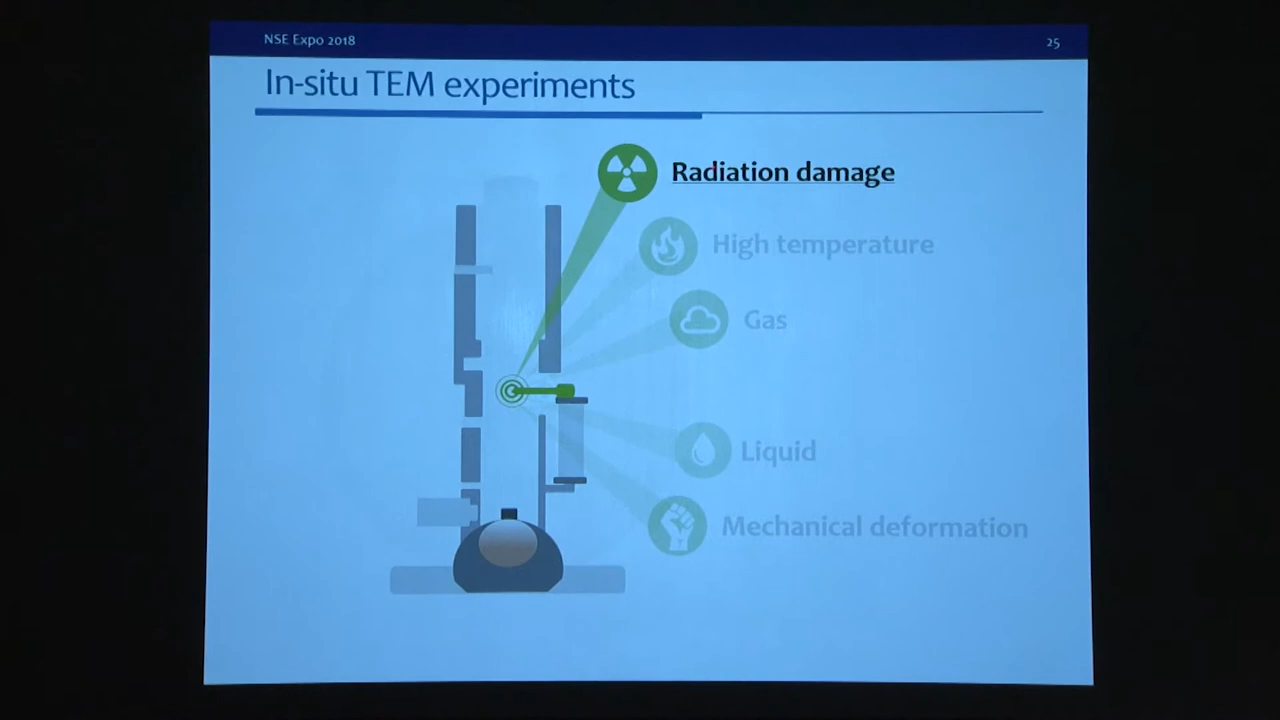 NSE Expo 2018
25
In-situ TEM experiments
Radiation damage
High temperature
Gas
Liquid
Mechanical deformation